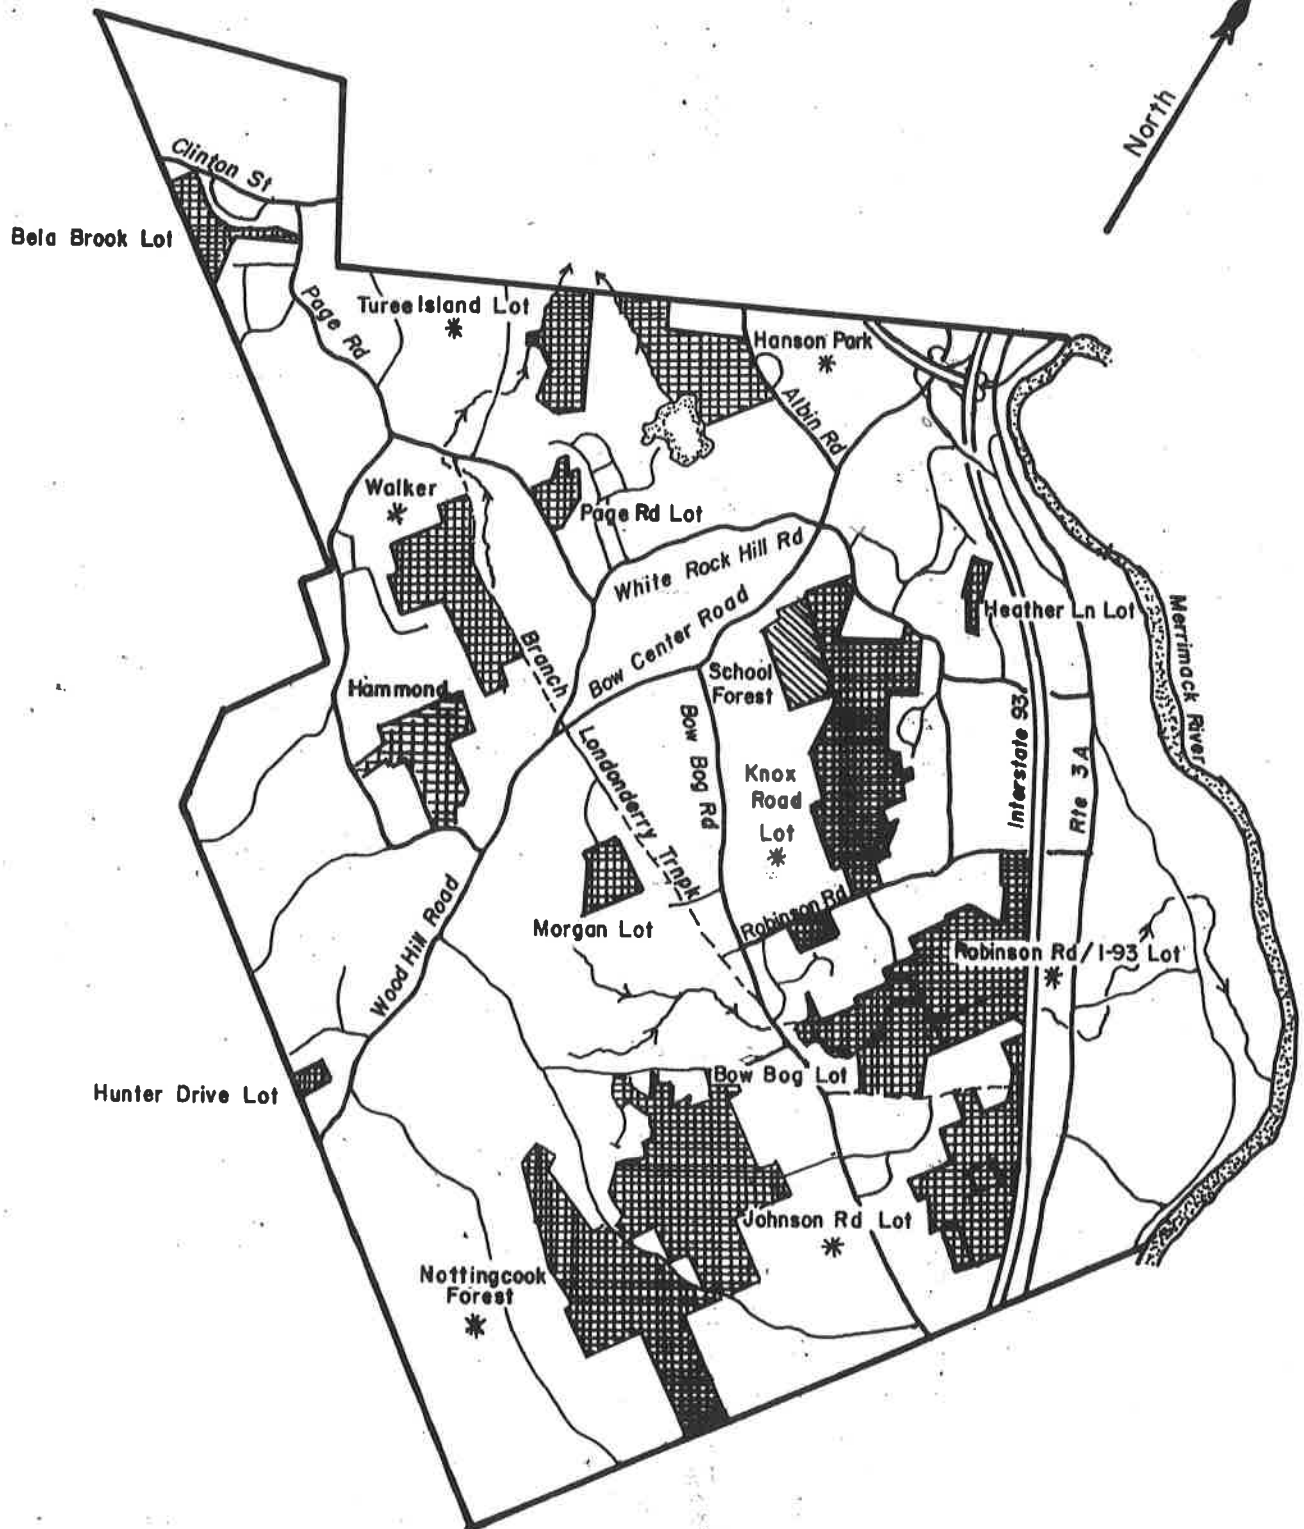 North
Clinton St
Bela Brook Lot
Page Rd
Turee Island Lot
Hanson Park
Albin Rd
Walker
Page Rd Lot
White Rock Hill Rd
Bow Center Road
Heather Ln Lot
Merrimack River
Branch
Londonderry Trnpk
School
Forest
Hammond
Bow Bog Rd
Knox
Road
Lot
Interstate 93
Rte 3A
Morgan Lot
Robinson Rd
Wood Hill Road
Robinson Rd/I-93 Lot
Hunter Drive Lot
Bow Bog Lot
Johnson Rd Lot
Nottingcook
Forest